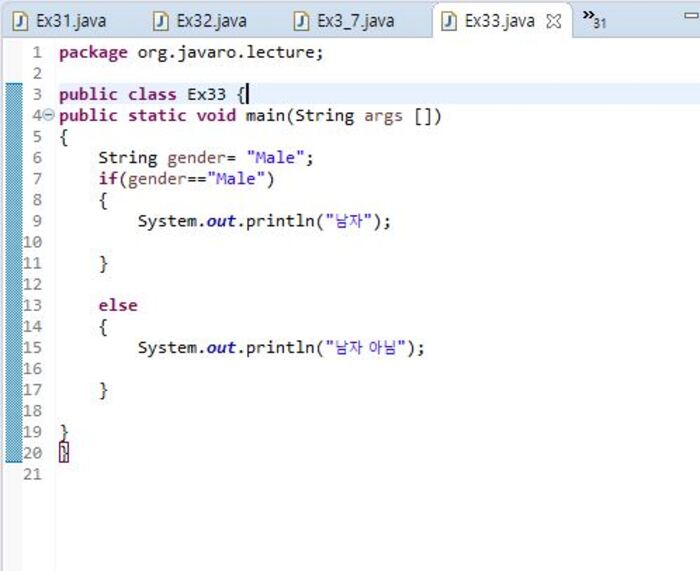 Ex31.java Ex32.java Ex3_7.java Ex33.java »31
1 package org.javaro.lecture;
2
3 public class Ex33 {
4 public static void main(String args [])
5 {
6 String gender= "Male";
7 if(gender=="Male")
8 {
9 System.out.println("남자");
10
11 }
12
13 else
14 {
15 System.out.println("남자 아님");
16
17 }
18
19 }
20 }
21